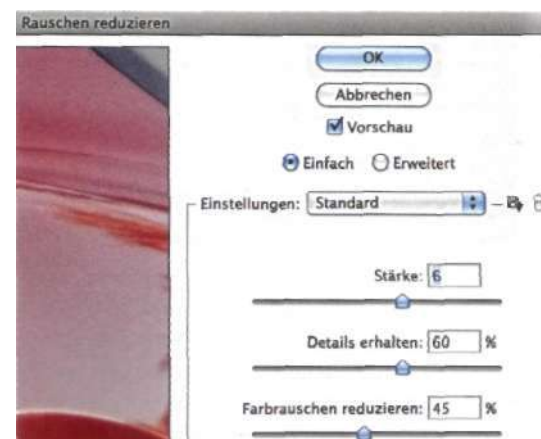 Rauschen reduzieren
OK
Abbrechen
Vorschau
Einfach Erweitert
Einstellungen: Standard
Stärke: 6
Details erhalten: 60 %
Farbrauschen reduzieren: 45 %